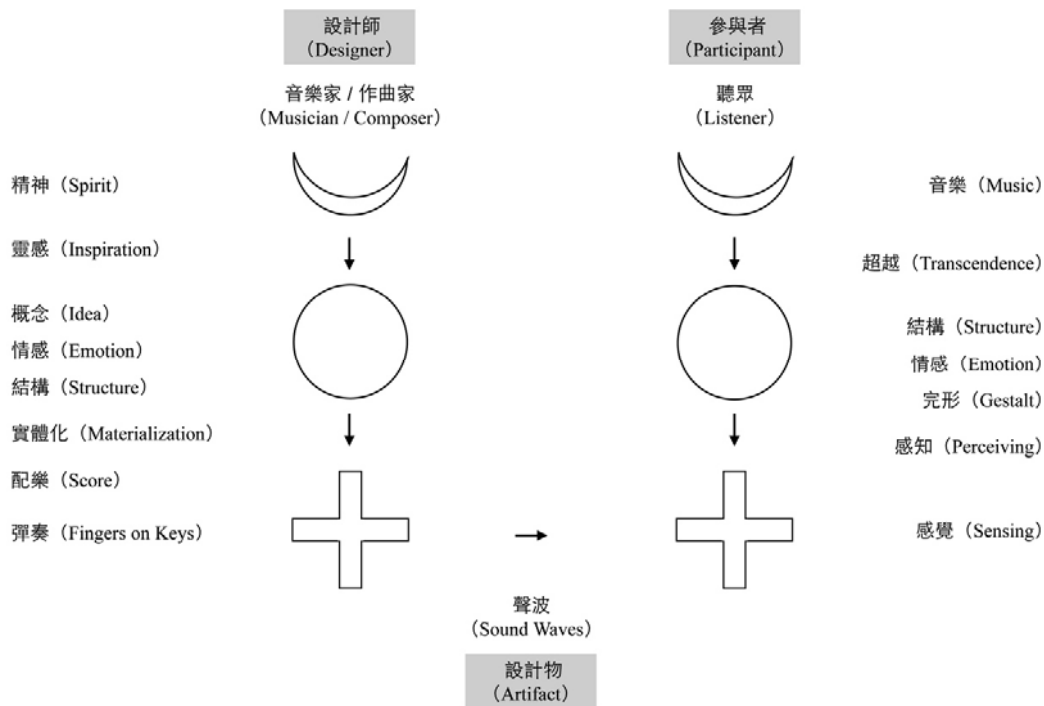 設計師
（Designer）
音樂家 / 作曲家
（Musician / Composer）
精神（Spirit）
靈感（Inspiration）
概念（Idea）
情感（Emotion）
結構（Structure）
實體化（Materialization）
配樂（Score）
彈奏（Fingers on Keys）
參與者
（Participant）
聽眾
（Listener）
音樂（Music）
超越（Transcendence）
結構（Structure）
情感（Emotion）
完形（Gestalt）
感知（Perceiving）
感覺（Sensing）
聲波
（Sound Waves）
設計物
（Artifact）